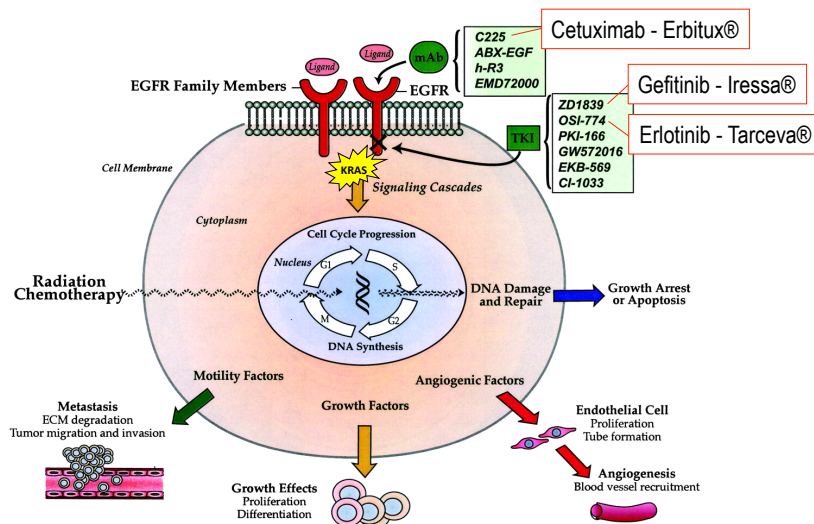 Ligand
Ligand
mAb
C225
ABX-EGF
h-R3
EMD72000
Cetuximab - Erbitux®
EGFR Family Members
EGFR
Gefitinib - Iressa®
Erlotinib - Tarceva®
TKI
ZD1839
OSI-774
PKI-166
GW572016
EKB-569
CI-1033
Cell Membrane
KRAS
Signaling Cascades
Cytoplasm
Cell Cycle Progression
Nucleus
G1
S
M
G2
DNA Synthesis
Radiation
Chemotherapy
DNA Damage
and Repair
Growth Arrest
or Apoptosis
Motility Factors
Growth Factors
Angiogenic Factors
Metastasis
ECM degradation
Tumor migration and invasion
Growth Effects
Proliferation
Differentiation
Endothelial Cell
Proliferation
Tube formation
Angiogenesis
Blood vessel recruitment